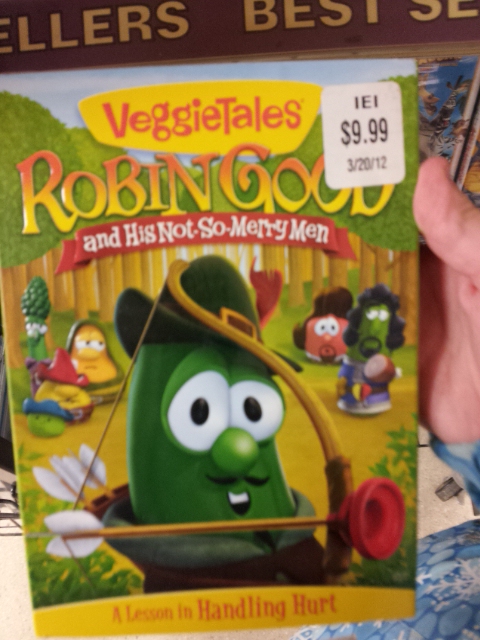 ELLERS BEST SE
VeggieTales
IEI
$9.99
3/20/12
ROBIN GOOD
and His Not-So-Merry Men
A Lesson in Handling Hurt